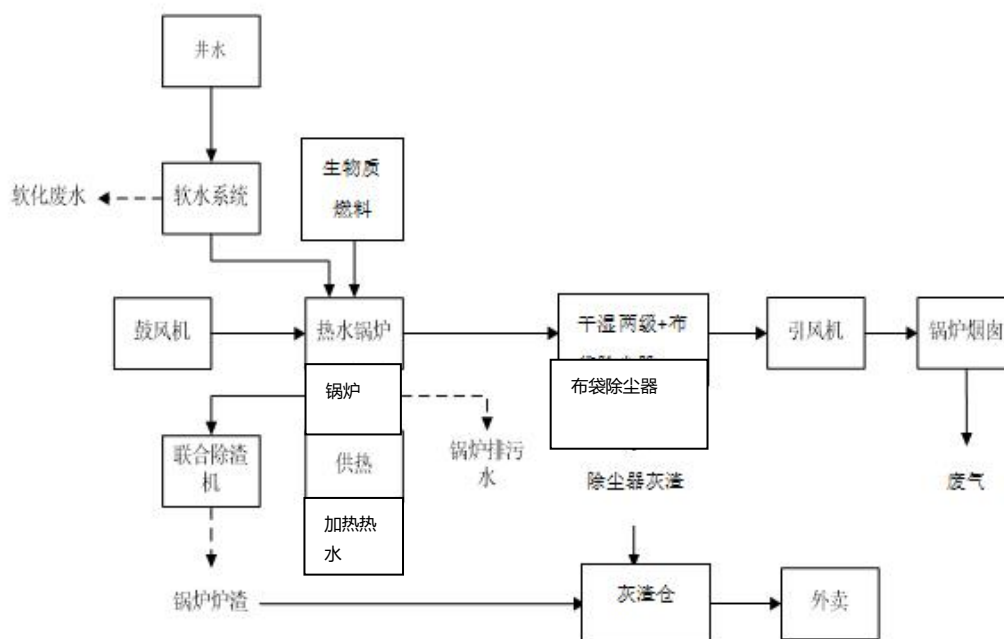 井水
生物质
燃料
软化废水
软水系统
鼓风机
热水锅炉
干湿两级+布
引风机
锅炉烟囱
锅炉
布袋除尘器
联合除渣
机
供热
锅炉排污
水
除尘器灰渣
废气
加热热
水
锅炉炉渣
灰渣仓
外卖